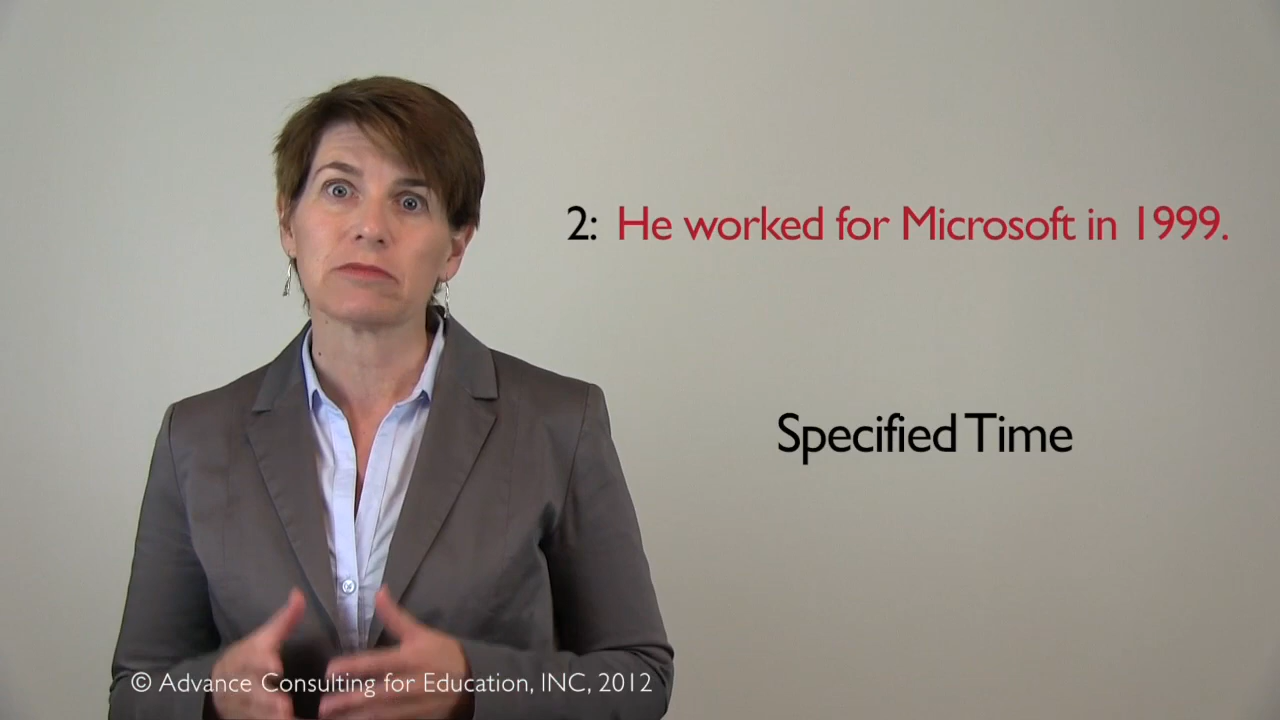 2: He worked for Microsoft in 1999.
Specified Time
© Advance Consulting for Education, INC, 2012